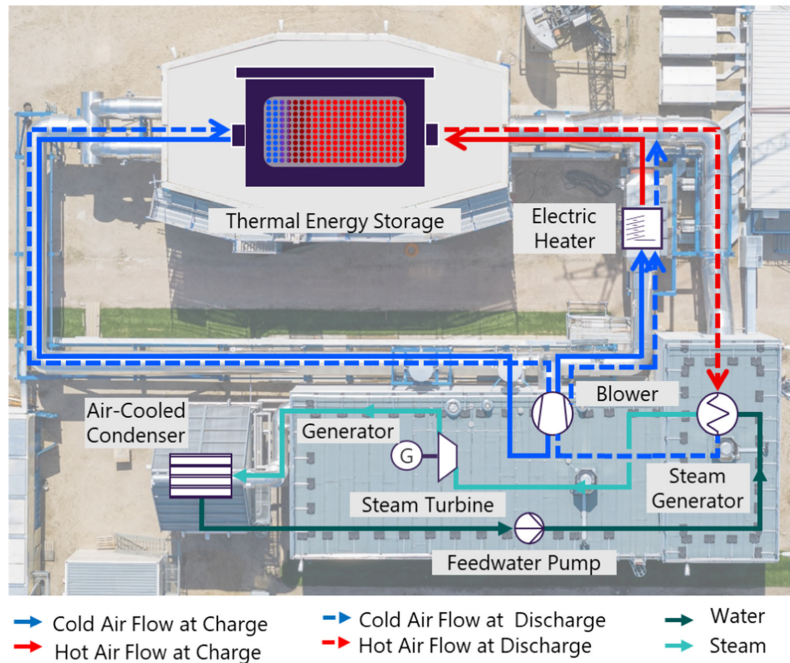 Thermal Energy Storage
Electric
Heater
Air-Cooled
Condenser
Generator
G
Blower
Steam Turbine
Steam
Generator
Feedwater Pump
Cold Air Flow at Charge
Cold Air Flow at Discharge
Water
Hot Air Flow at Charge
Hot Air Flow at Discharge
Steam